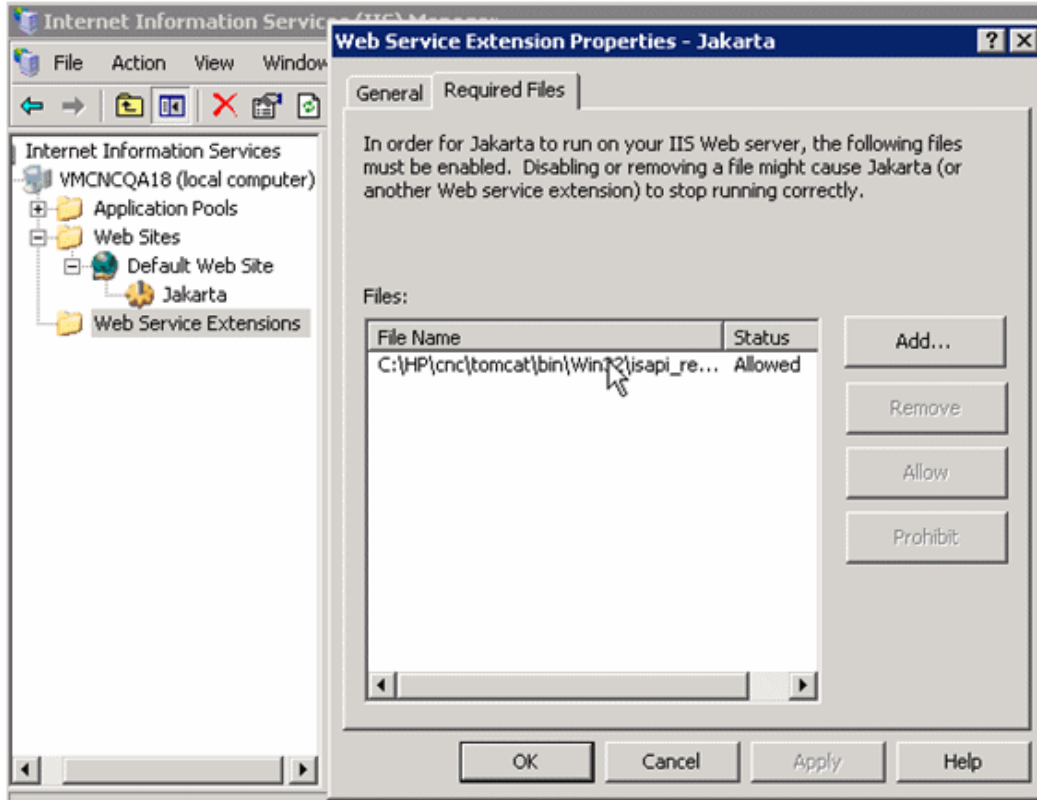 Internet Information Services (IIS) Manager
File Action View Window
Internet Information Services
VMCNCQA18 (local computer)
Application Pools
Web Sites
Default Web Site
Jakarta
Web Service Extensions
Web Service Extension Properties - Jakarta
General Required Files
In order for Jakarta to run on your IIS Web server, the following files
must be enabled. Disabling or removing a file might cause Jakarta (or
another Web service extension) to stop running correctly.
Files:
File Name Status
C:\HP\cnc\tomcat\bin\Win32\isapi_re... Allowed
Add...
Remove
Allow
Prohibit
OK Cancel Apply Help